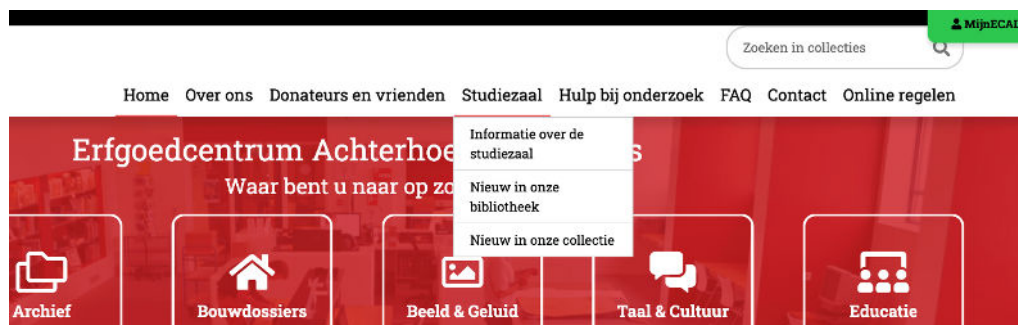 MijnECAL
Zoeken in collecties
Home Over ons Donateurs en vrienden Studiezaal Hulp bij onderzoek FAQ Contact Online regelen
Informatie over de
studiezaal
Nieuw in onze
bibliotheek
Nieuw in onze collectie
Erfgoedcentrum
Waar bent u naar op
Archief
Bouwdossiers
Beeld & Geluid
Taal & Cultuur
Educatie